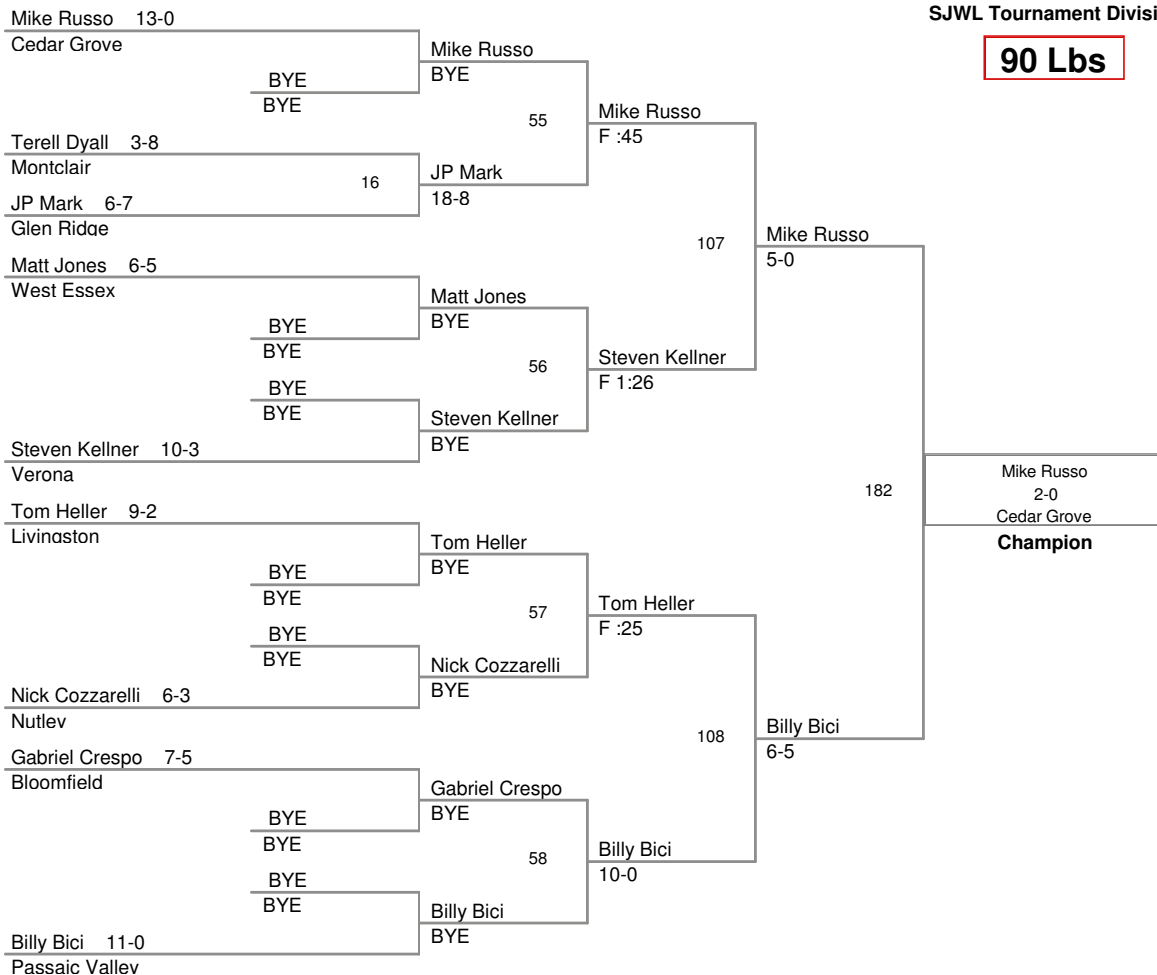 SJWL Tournament Divisi
90 Lbs
Mike Russo 13-0
Cedar Grove
BYE
BYE
Mike Russo
BYE
55
Terell Dyall 3-8
Montclair
16
JP Mark 6-7
Glen Ridge
JP Mark
18-8
Mike Russo
F :45
107
Matt Jones 6-5
West Essex
BYE
BYE
Matt Jones
BYE
56
BYE
BYE
Steven Kellner 10-3
Verona
Steven Kellner
BYE
Steven Kellner
F 1:26
Mike Russo
5-0
182
Tom Heller 9-2
Livingston
BYE
BYE
Tom Heller
BYE
57
BYE
BYE
Nick Cozzarelli 6-3
Nutley
Nick Cozzarelli
BYE
Tom Heller
F :25
108
Gabriel Crespo 7-5
Bloomfield
BYE
BYE
Gabriel Crespo
BYE
58
BYE
BYE
Billy Bici 11-0
Passaic Valley
Billy Bici
BYE
Billy Bici
10-0
Billy Bici
6-5
Mike Russo
2-0
Cedar Grove
Champion